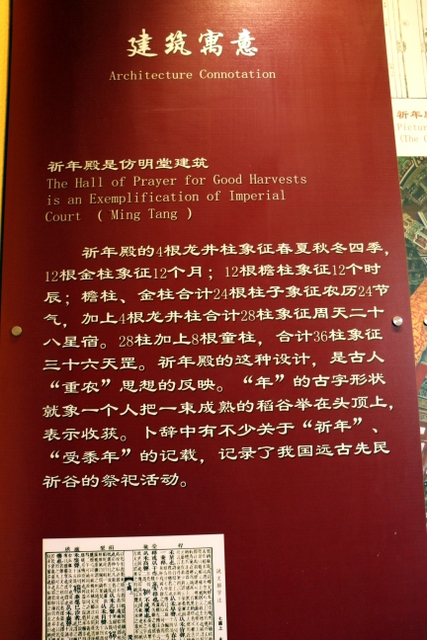 建筑寓意
Architecture Connotation
祈年殿是仿明堂建筑
The Hall of Prayer for Good Harvests
is an Exemplification of Imperial
Court ( Ming Tang )
祈年殿的4根龙井柱象征春夏秋冬四季，
12根金柱象征12个月；12根檐柱象征12个时
辰；檐柱、金柱合计24根柱子象征农历24节
气，加上4根龙井柱合计28柱象征周天二十
八星宿。28柱加上8根童柱，合计36柱象征
三十六天罡。祈年殿的这种设计，是古人
“重农”思想的反映。“年”的古字形状
就象一个人把一束成熟的稻谷举在头顶上，
表示收获。卜辞中有不少关于“祈年”、
“受黍年”的记载，记录了我国远古先民
祈谷的祭祀活动。
祈年
Pictur
(The